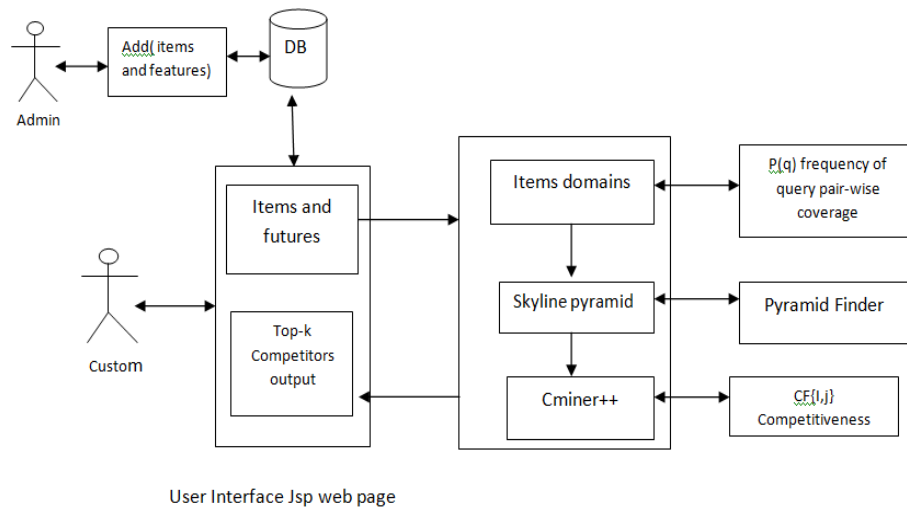 Add( items
and features)
DB
Admin
Items and
futures
Items domains
P(q) frequency of
query pair-wise
coverage
Custom
Top-k
Competitors
output
Skyline pyramid
Pyramid Finder
Cminer++
CF{I,j}
Competitiveness
User Interface Jsp web page